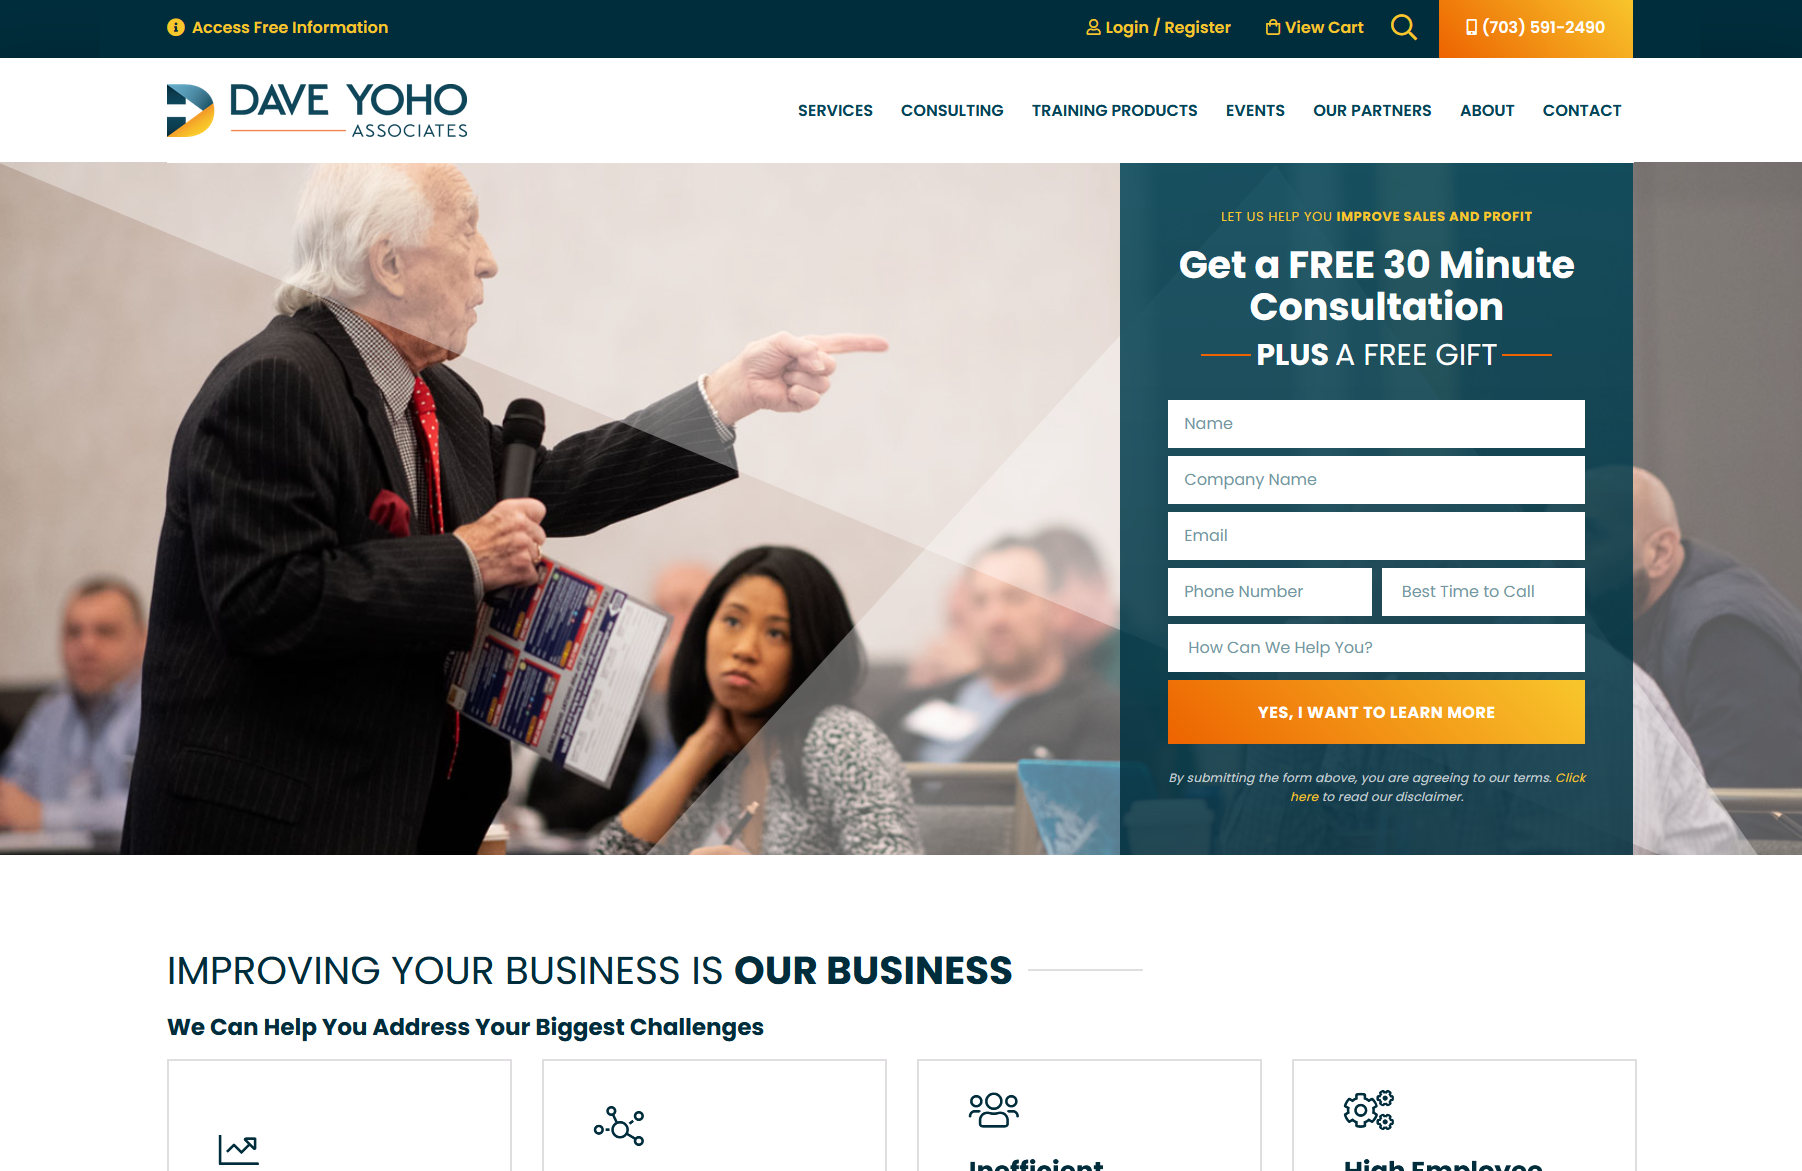 Access Free Information
Login / Register
View Cart
(703) 591-2490
DAVE YOHO
ASSOCIATES
SERVICES
CONSULTING
TRAINING PRODUCTS
EVENTS
OUR PARTNERS
ABOUT
CONTACT
LET US HELP YOU IMPROVE SALES AND PROFIT
Get a FREE 30 Minute
Consultation
PLUS A FREE GIFT
Name
Company Name
Email
Phone Number
Best Time to Call
How Can We Help You?
YES, I WANT TO LEARN MORE
By submitting the form above, you are agreeing to our terms. Click
here to read our disclaimer.
IMPROVING YOUR BUSINESS IS OUR BUSINESS
We Can Help You Address Your Biggest Challenges
Inefficient
High Employee